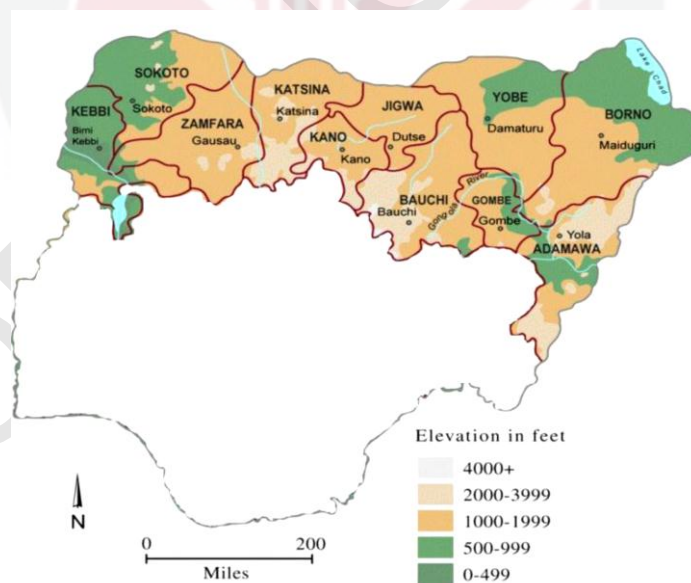 SOKOTO
Sokoto
KEBBI
Birni
Kebbi
ZAMFARA
Gausau
KATSINA
Katsina
KANO
Kano
JIGWA
Dutse
YOBE
Damaturu
BORNO
Maiduguri
Lake Coad
BAUCHI
Bauchi
Gongola River
GOMBE
Gombe
Yola
ADAMAWA
Elevation in feet
4000+
2000-3999
1000-1999
500-999
0-499
N
0 200
Miles